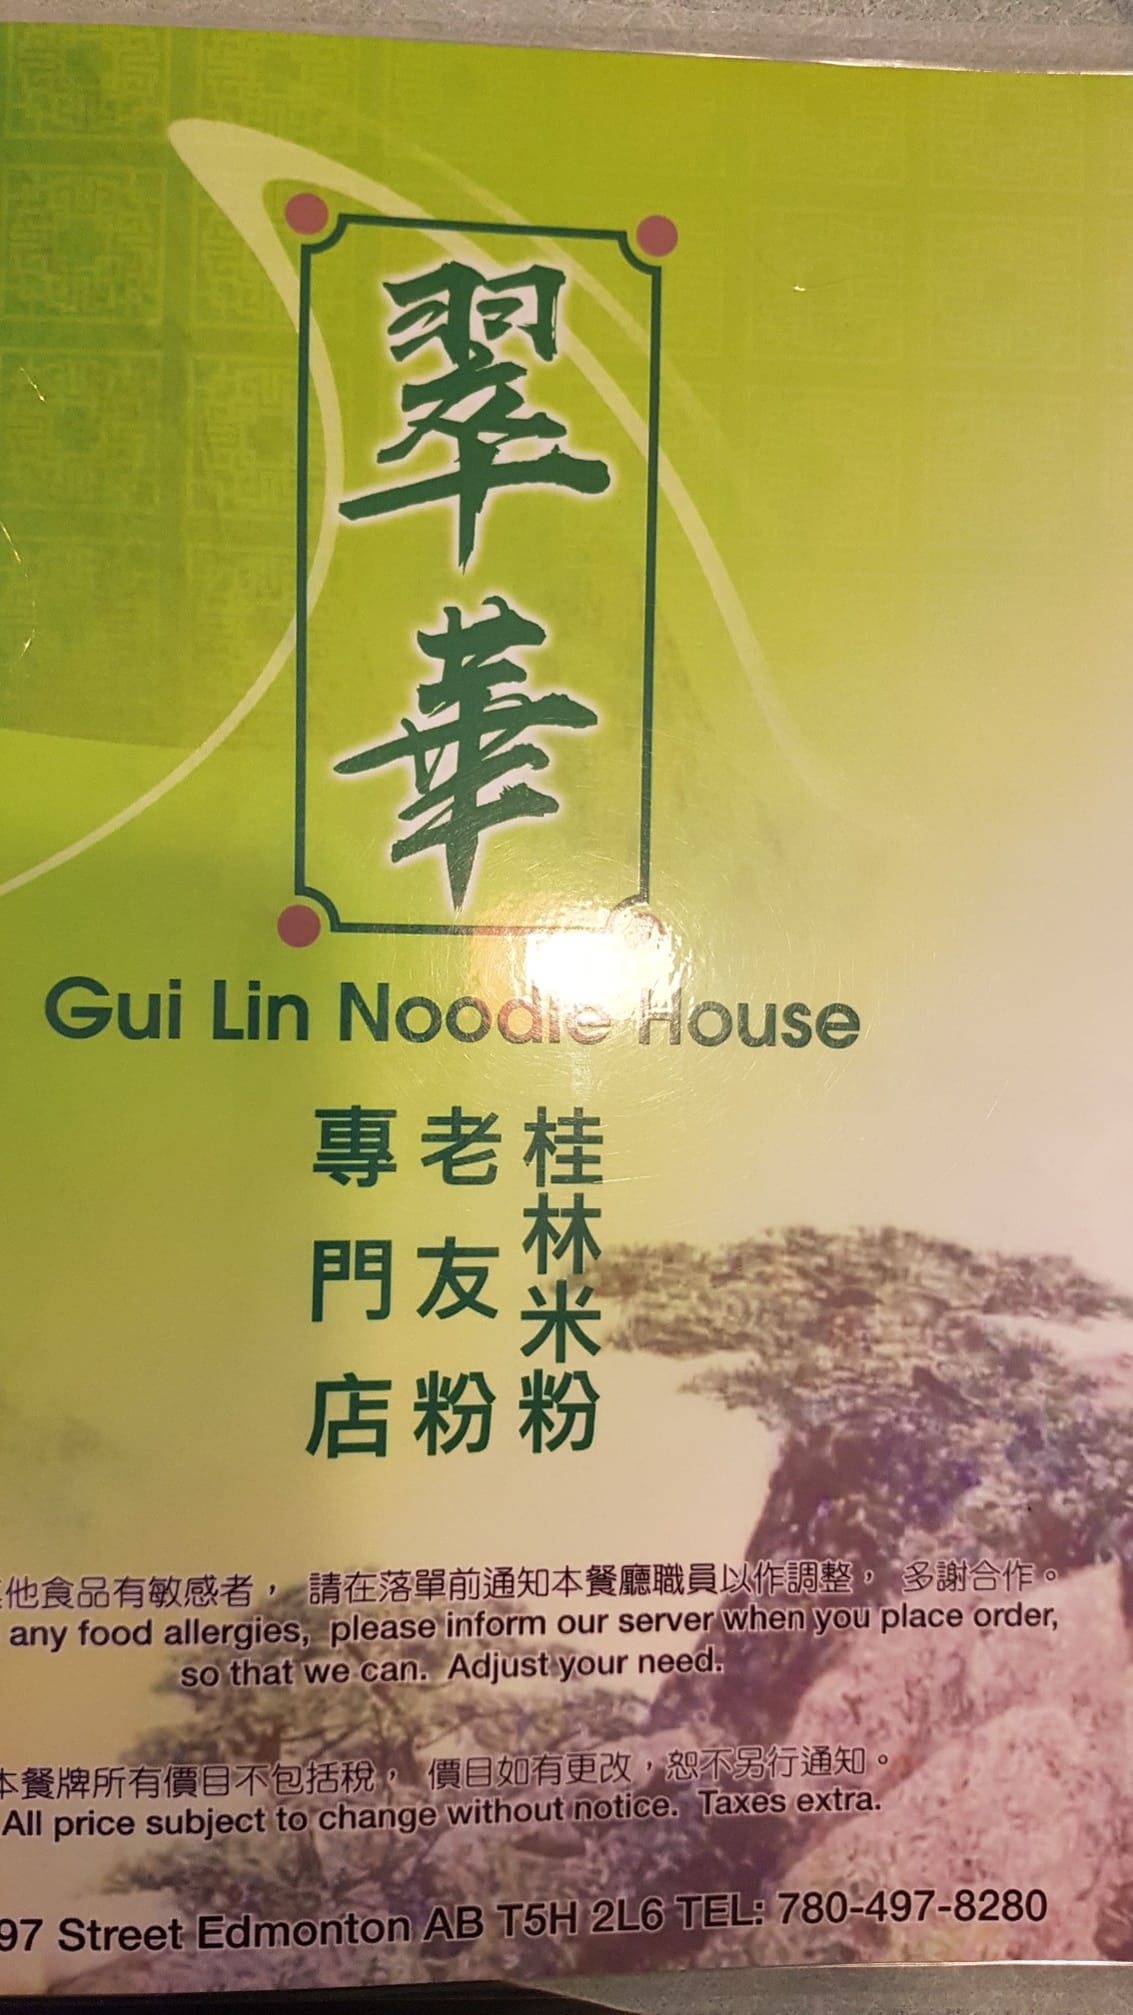 翠華
Gui Lin Noodle House
桂林米粉
老友粉
專門店
他食品有敏感者， 請在落單前通知本餐廳職員以作調整， 多謝合作。
any food allergies, please inform our server when you place order,
so that we can. Adjust your need.
本餐牌所有價目不包括稅， 價目如有更改，恕不另行通知。
All price subject to change without notice. Taxes extra.
97 Street Edmonton AB T5H 2L6 TEL: 780-497-8280